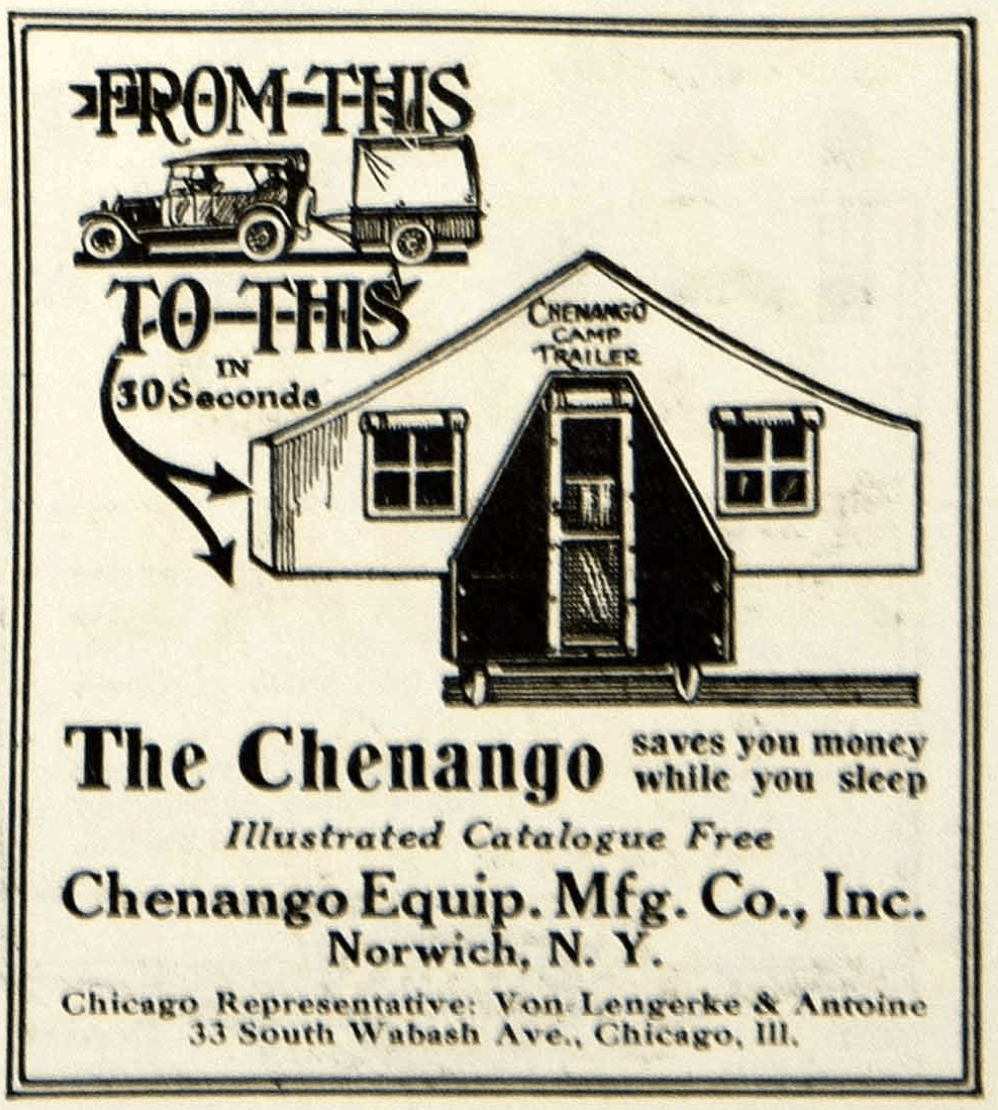 FROM-THIS
TO-THIS
IN
30 Seconds
CHENANGO
CAMP
TRAILER
The Chenango saves you money
while you sleep
Illustrated Catalogue Free
Chenango Equip. Mfg. Co., Inc.
Norwich, N. Y.
Chicago Representative: Von Lengerke & Antoine
33 South Wabash Ave., Chicago, Ill.